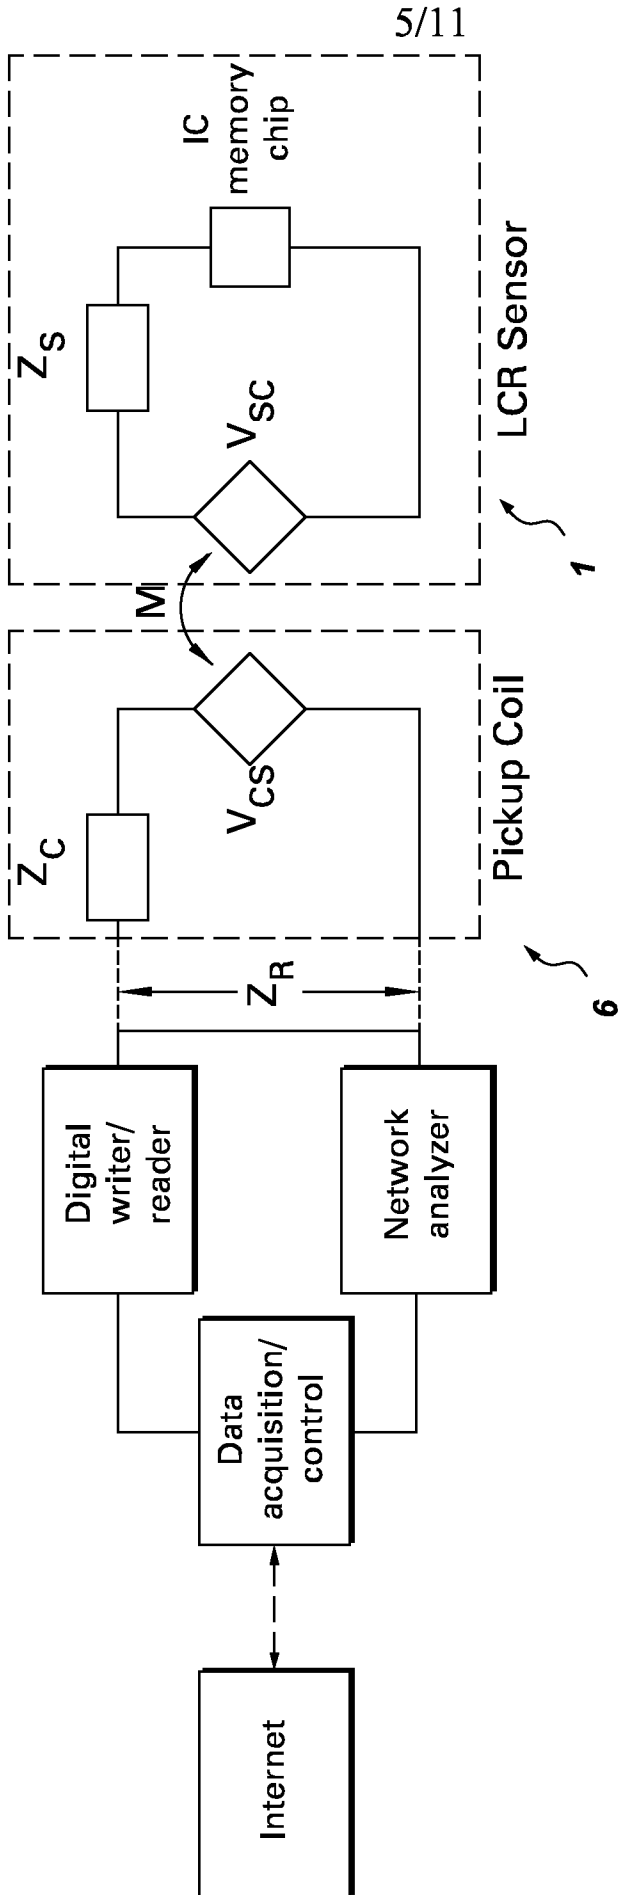 5/11
Internet
Data
acquisition/
control
Digital
writer/
reader
Network
analyzer
Z_R
Z_C
V_CS
Pickup Coil
6
M
Z_S
V_SC
IC
memory
chip
LCR Sensor
1